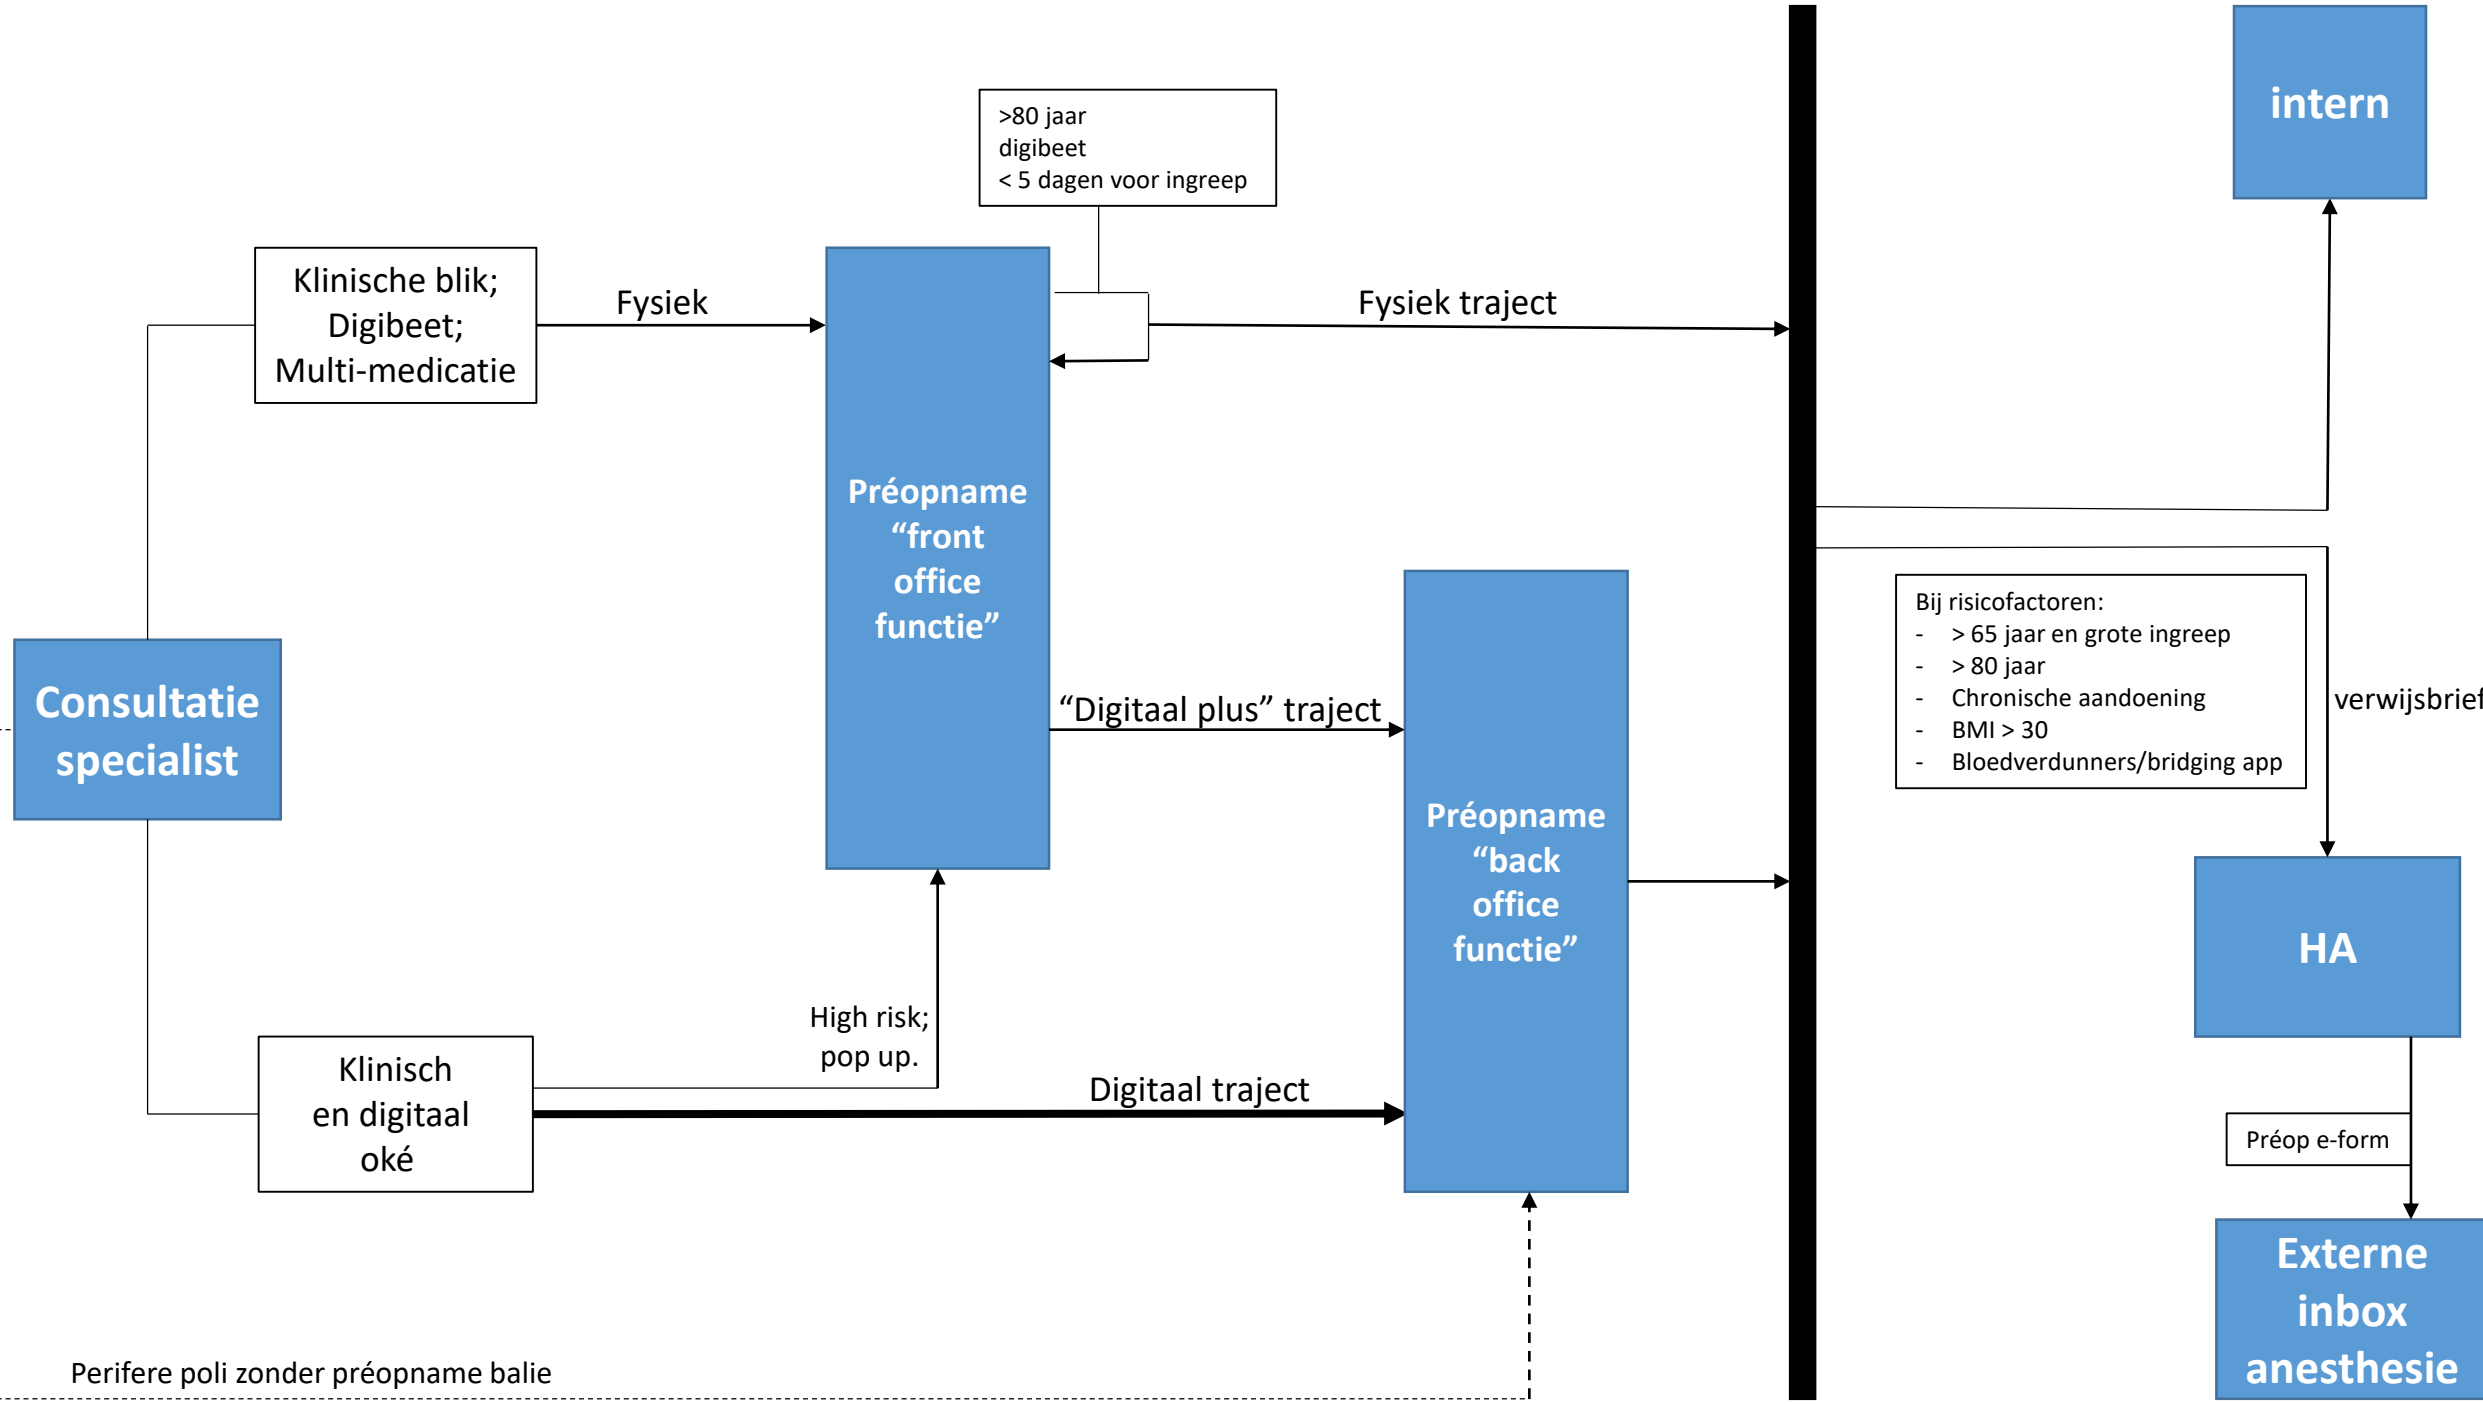 intern
>80 jaar
digibeet
< 5 dagen voor ingreep
Klinische blik;
Digibeet;
Multi-medicatie
Fysiek
Fysiek traject
Préopname
“front
office
functie”
Consultatie
specialist
“Digitaal plus” traject
Bij risicofactoren:
- > 65 jaar en grote ingreep
- > 80 jaar
- Chronische aandoening
- BMI > 30
- Bloedverdunners/bridging app
verwijsbrief
Préopname
“back
office
functie”
HA
High risk;
pop up.
Klinisch
en digitaal
oké
Digitaal traject
Préop e-form
Externe
inbox
anesthesie
Perifere poli zonder préopname balie